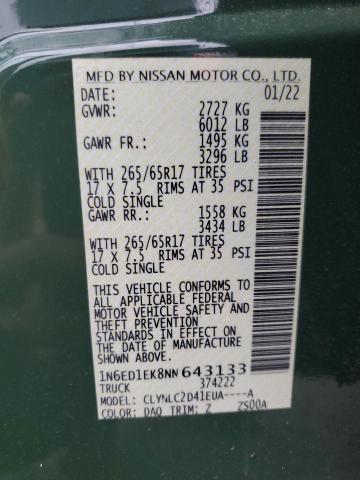 MFD BY NISSAN MOTOR CO., LTD.
DATE: 01/22
GVWR: 2727 KG
6012 LB
GAWR FR.: 1495 KG
3296 LB
WITH 265/65R17 TIRES
17 X 7.5 RIMS AT 35 PSI
COLD SINGLE
GAWR RR.: 1558 KG
3434 LB
WITH 265/65R17 TIRES
17 X 7.5 RIMS AT 35 PSI
COLD SINGLE
THIS VEHICLE CONFORMS TO
ALL APPLICABLE FEDERAL
MOTOR VEHICLE SAFETY AND
THEFT PREVENTION
STANDARDS IN EFFECT ON
THE DATE OF MANUFACTURE
SHOWN ABOVE.
1N6ED1EK8NN 643133
TRUCK 374222
MODEL: CLYNLC2D41EUA----A
COLOR: DAQ TRIM: Z ZS00A